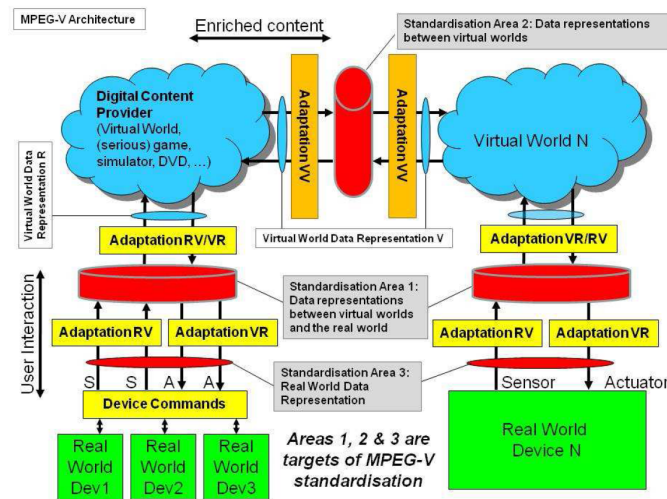 MPEG-V Architecture
Enriched content
Standardisation Area 2: Data representations
between virtual worlds
Digital Content
Provider
(Virtual World,
(serious) game,
simulator, DVD, ...)
Adaptation VV
Adaptation VV
Virtual World N
Virtual World Data
Representation R
Virtual World Data Representation V
Adaptation RV/VR
Adaptation VR/RV
User Interaction
Standardisation Area 1:
Data representations
between virtual worlds
and the real world
Adaptation RV
Adaptation VR
Adaptation RV
Adaptation VR
Standardisation Area 3:
Real World Data
Representation
S
S
A
A
Sensor
Actuator
Device Commands
Real
World
Dev1
Real
World
Dev2
Real
World
Dev3
Areas 1, 2 & 3 are
targets of MPEG-V
standardisation
Real World
Device N